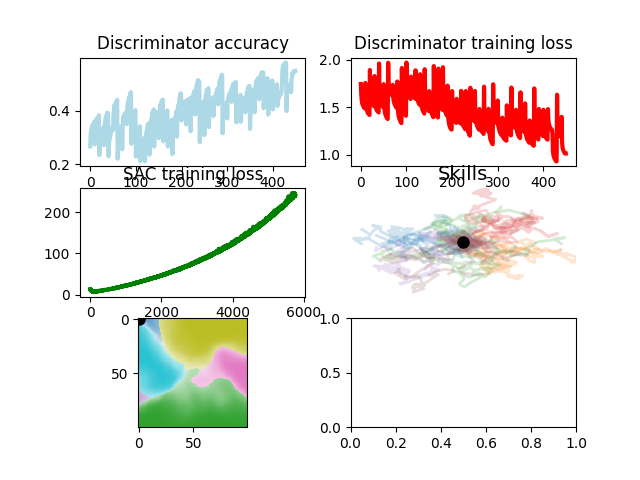 Discriminator accuracy
Discriminator training loss
0.4
0.2
0 100 200 300 400
2.0
1.5
1.0
0 100 200 300 400
SAC training loss
Skills
200
100
0
0 2000 4000 6000
0
50
0 50
1.0
0.5
0.0
0.0 0.2 0.4 0.6 0.8 1.0